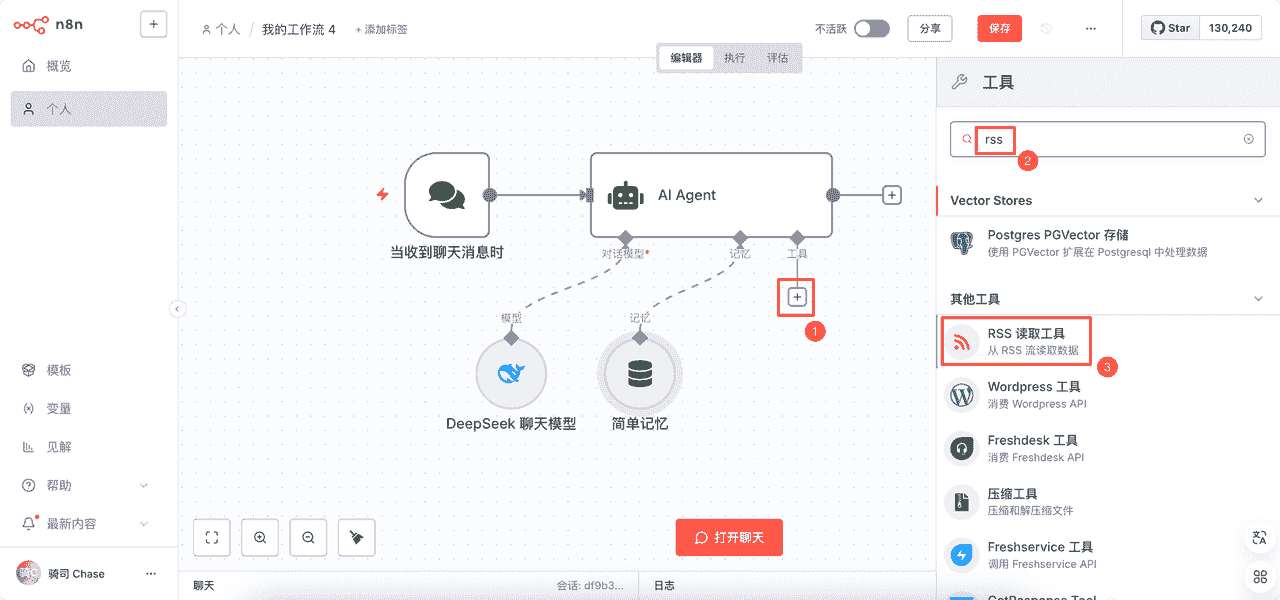 n8n
+
个人 / 我的工作流 4 + 添加标签
不活跃
分享
保存
...
Star 130,240
概览
个人
编辑器 执行 评估
工具
rss
2
Vector Stores
Postgres PGVector 存储
使用 PGVector 扩展在 Postgresql 中处理数据
其他工具
RSS 读取工具
从 RSS 流读取数据
3
Wordpress 工具
消费 Wordpress API
Freshdesk 工具
消费 Freshdesk API
压缩工具
压缩和解压缩文件
Freshservice 工具
调用 Freshservice API
GetResponse Tool
AI Agent
当收到聊天消息时
对话模型*
记忆
工具
+
1
模型
记忆
DeepSeek 聊天模型
简单记忆
模板
变量
见解
帮助
最新内容
骑司 Chase
...
打开聊天
聊天
会话: df9b3...
日志